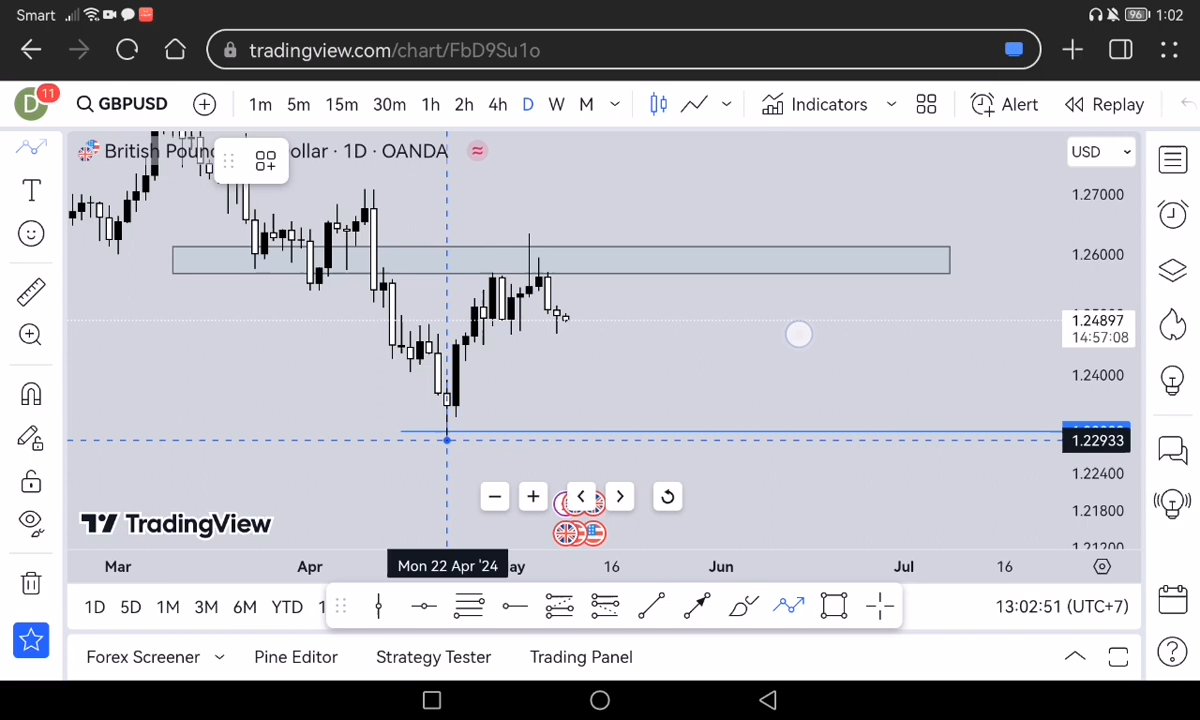 Smart
96 1:02
tradingview.com/chart/FbD9Su1o
D 11 GBPUSD 1m 5m 15m 30m 1h 2h 4h D W M Indicators Alert Replay
British Poun ollar · 1D · OANDA
USD
1.27000
1.26000
1.24897
14:57:08
1.24000
1.22933
1.22400
1.21800
TradingView
Mar Apr Mon 22 Apr '24 ay 16 Jun Jul 16
1D 5D 1M 3M 6M YTD 1 13:02:51 (UTC+7)
Forex Screener Pine Editor Strategy Tester Trading Panel